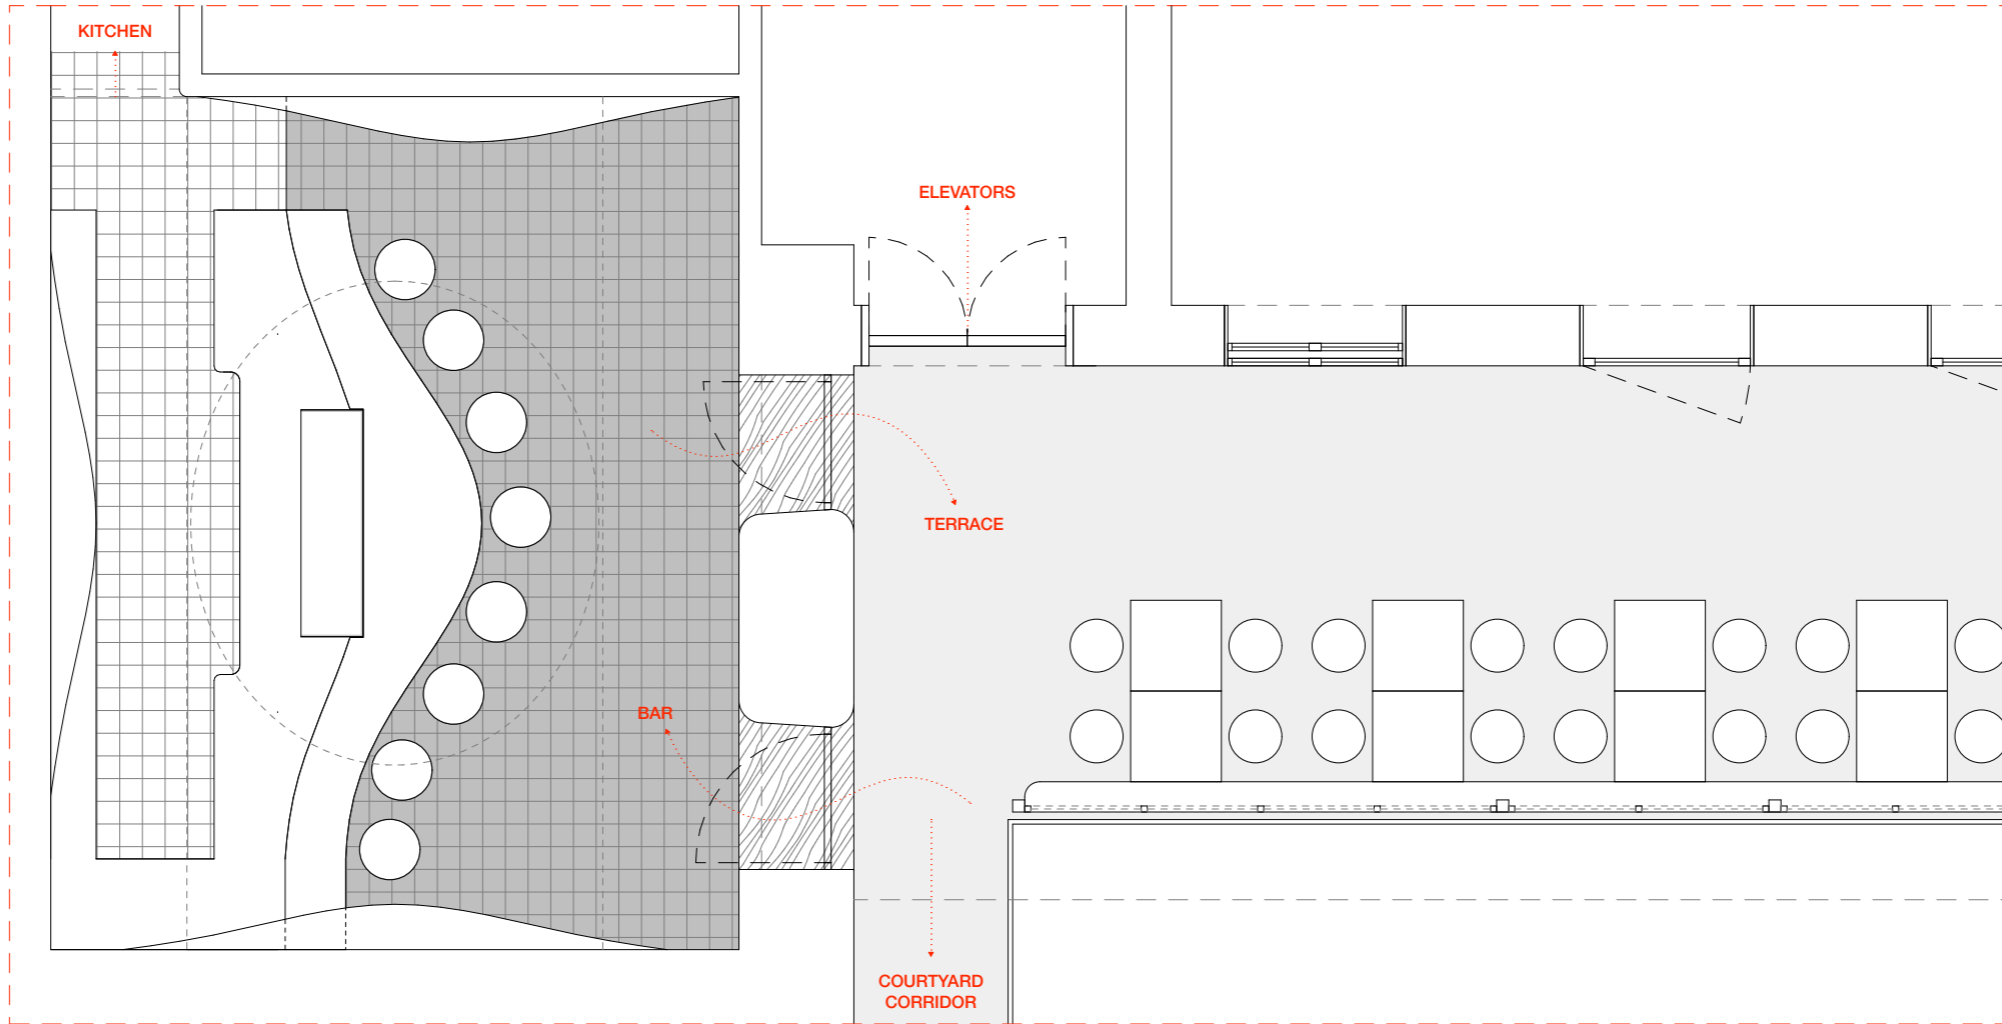 KITCHEN
ELEVATORS
TERRACE
BAR
COURTYARD
CORRIDOR